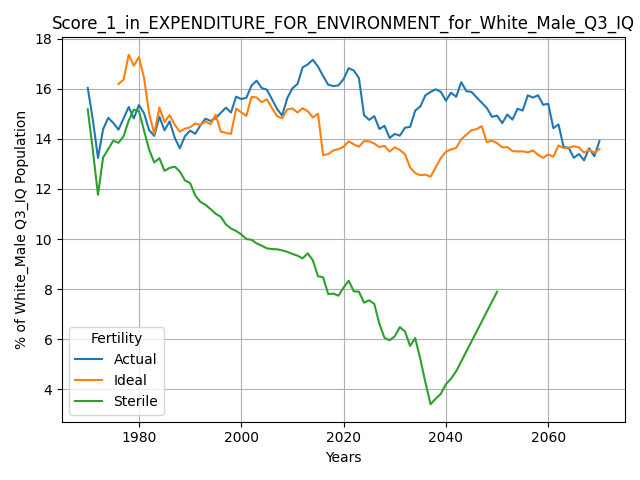 Score_1_in_EXPENDITURE_FOR_ENVIRONMENT_for_White_Male_Q3_IQ
% of White_Male Q3_IQ Population
18
16
14
12
10
8
6
4
Fertility
Actual
Ideal
Sterile
1980 2000 2020 2040 2060
Years